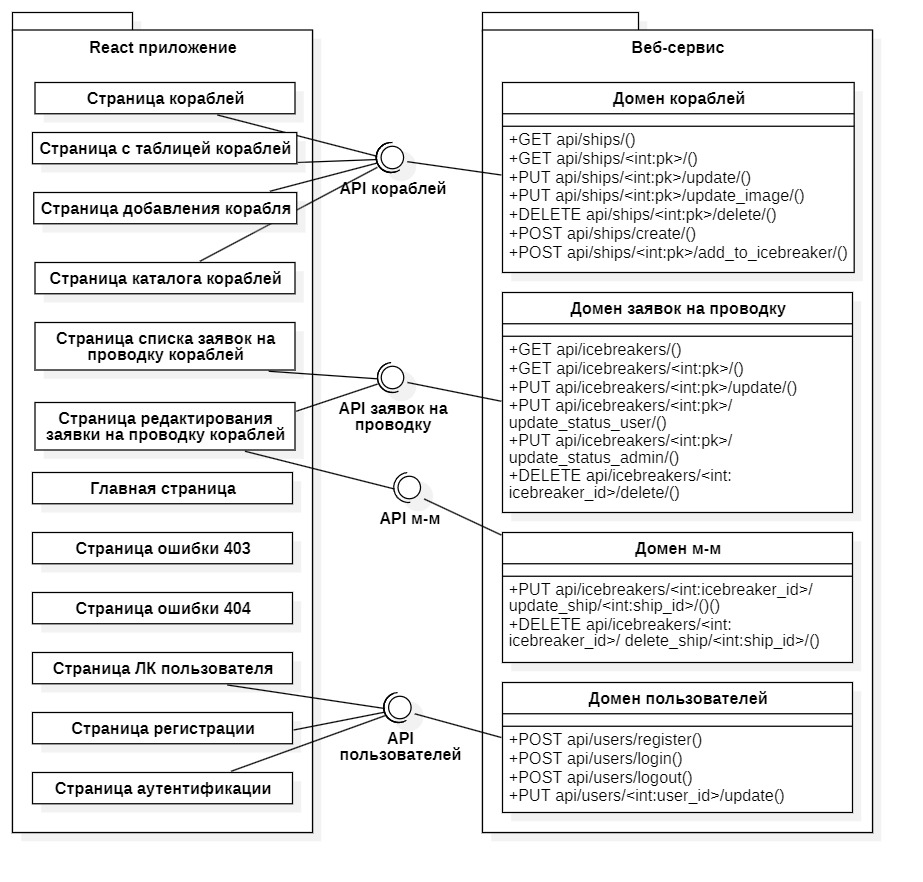 React приложение
Страница кораблей
Страница с таблицей кораблей
Страница добавления корабля
Страница каталога кораблей
Страница списка заявок на
проводку кораблей
Страница редактирования
заявки на проводку кораблей
Главная страница
Страница ошибки 403
Страница ошибки 404
Страница ЛК пользователя
Страница регистрации
Страница аутентификации
API кораблей
API заявок на
проводку
API м-м
API
пользователей
Веб-сервис
Домен кораблей
+GET api/ships/()
+GET api/ships/<int:pk>/()
+PUT api/ships/<int:pk>/update/()
+PUT api/ships/<int:pk>/update_image/()
+DELETE api/ships/<int:pk>/delete/()
+POST api/ships/create/()
+POST api/ships/<int:pk>/add_to_icebreaker/()
Домен заявок на проводку
+GET api/icebreakers/()
+GET api/icebreakers/<int:pk>/()
+PUT api/icebreakers/<int:pk>/update/()
+PUT api/icebreakers/<int:pk>/
update_status_user/()
+PUT api/icebreakers/<int:pk>/
update_status_admin/()
+DELETE api/icebreakers/<int:
icebreaker_id>/delete/()
Домен м-м
+PUT api/icebreakers/<int:icebreaker_id>/
update_ship/<int:ship_id>/()()
+DELETE api/icebreakers/<int:
icebreaker_id>/ delete_ship/<int:ship_id>/()
Домен пользователей
+POST api/users/register()
+POST api/users/login()
+POST api/users/logout()
+PUT api/users/<int:user_id>/update()